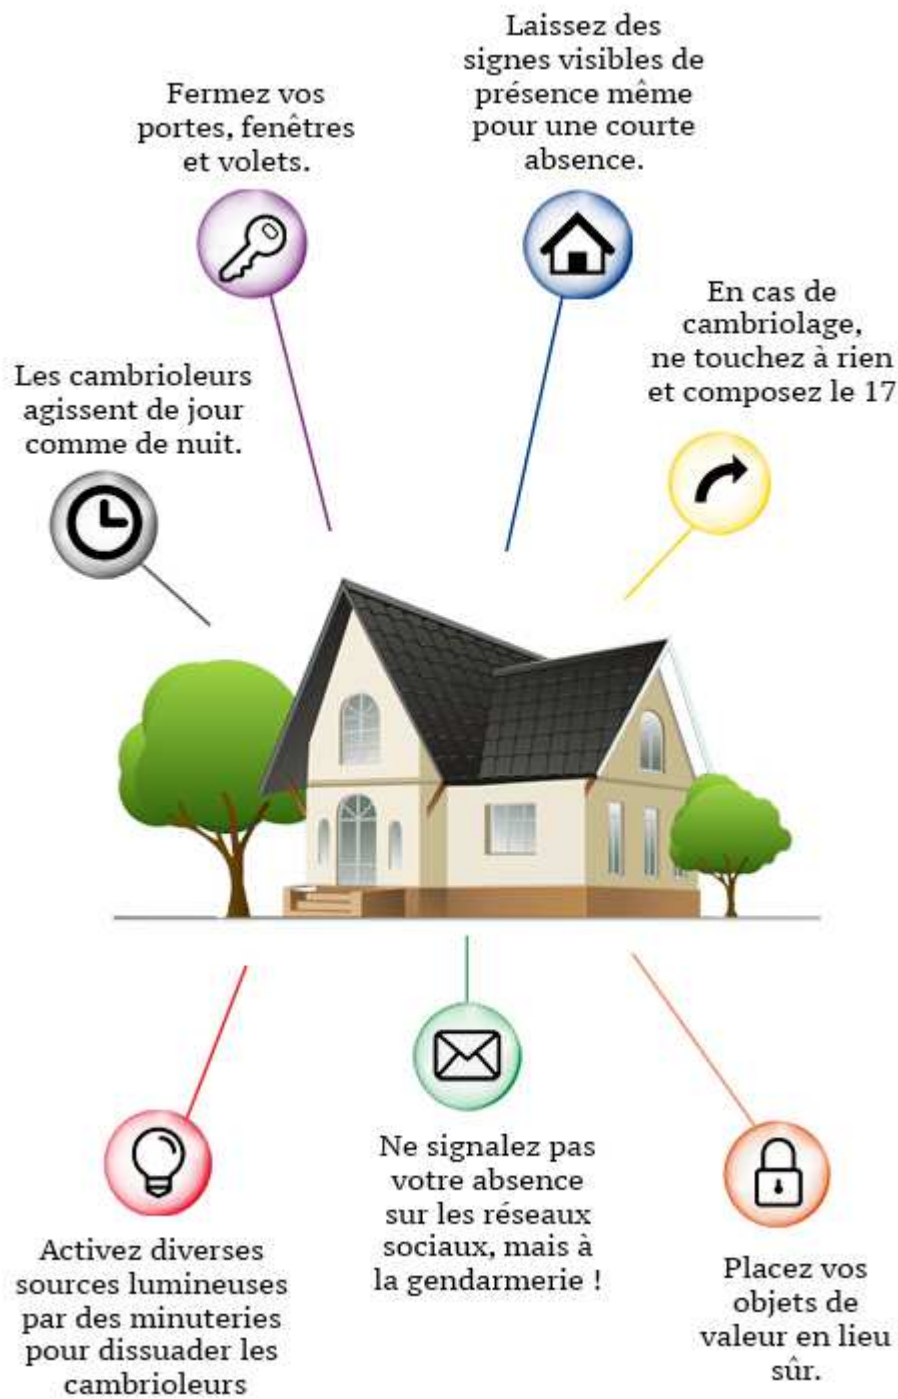 Laissez des
signes visibles de
présence même
pour une courte
absence.
Fermez vos
portes, fenêtres
et volets.
En cas de
cambriolage,
ne touchez à rien
et composez le 17
Les cambrioleurs
agissent de jour
comme de nuit.
Ne signalez pas
votre absence
sur les réseaux
sociaux, mais à
la gendarmerie !
Activez diverses
sources lumineuses
par des minuteries
pour dissuader les
cambrioleurs
Placez vos
objets de
valeur en lieu
sûr.